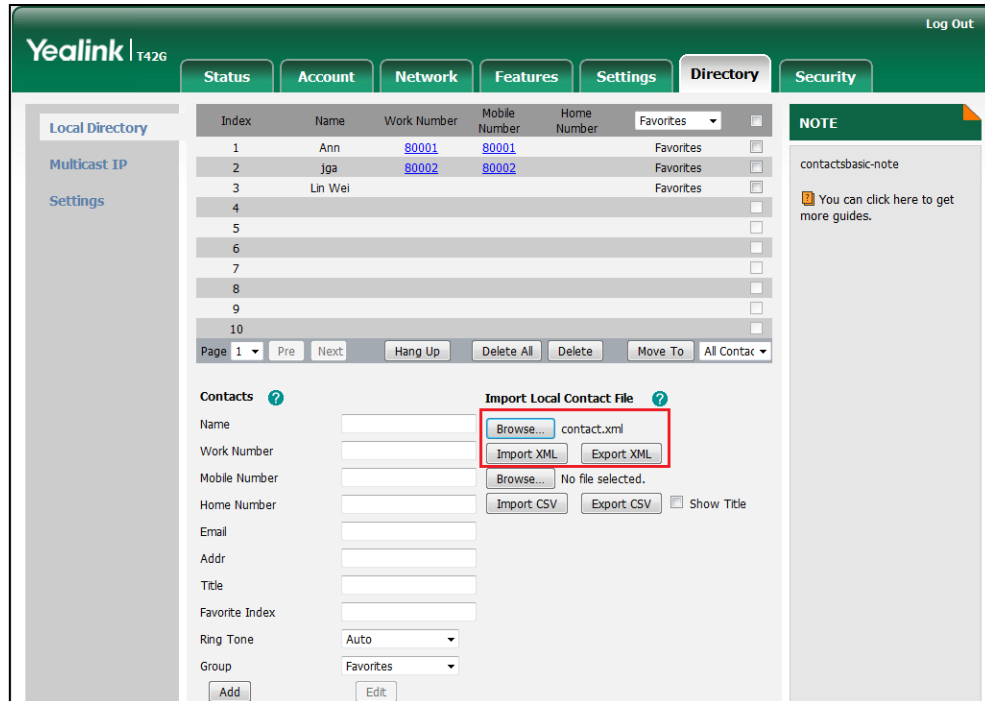 Log Out
Yealink T42G
Status Account Network Features Settings Directory Security
Local Directory
Multicast IP
Settings
Index Name Work Number Mobile Number Home Number Favorites
1 Ann 80001 80001 Favorites
2 jga 80002 80002 Favorites
3 Lin Wei Favorites
4
5
6
7
8
9
10
Page 1 Pre Next Hang Up Delete All Delete Move To All Contac
NOTE
contactsbasic-note
You can click here to get
more guides.
Contacts ? Import Local Contact File ?
Name Browse... contact.xml
Work Number Import XML Export XML
Mobile Number Browse... No file selected.
Home Number Import CSV Export CSV Show Title
Email
Addr
Title
Favorite Index
Ring Tone Auto
Group Favorites
Add Edit